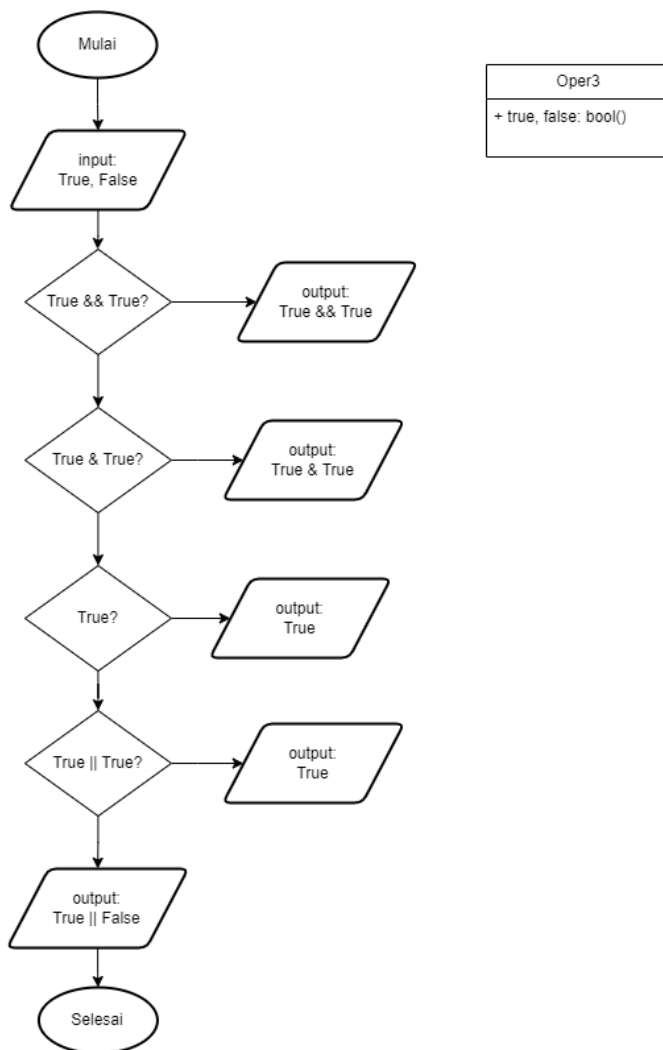 Mulai
Oper3
+ true, false: bool()
input:
True, False
True && True?
output:
True && True
True & True?
output:
True & True
True?
output:
True
True || True?
output:
True
output:
True || False
Selesai